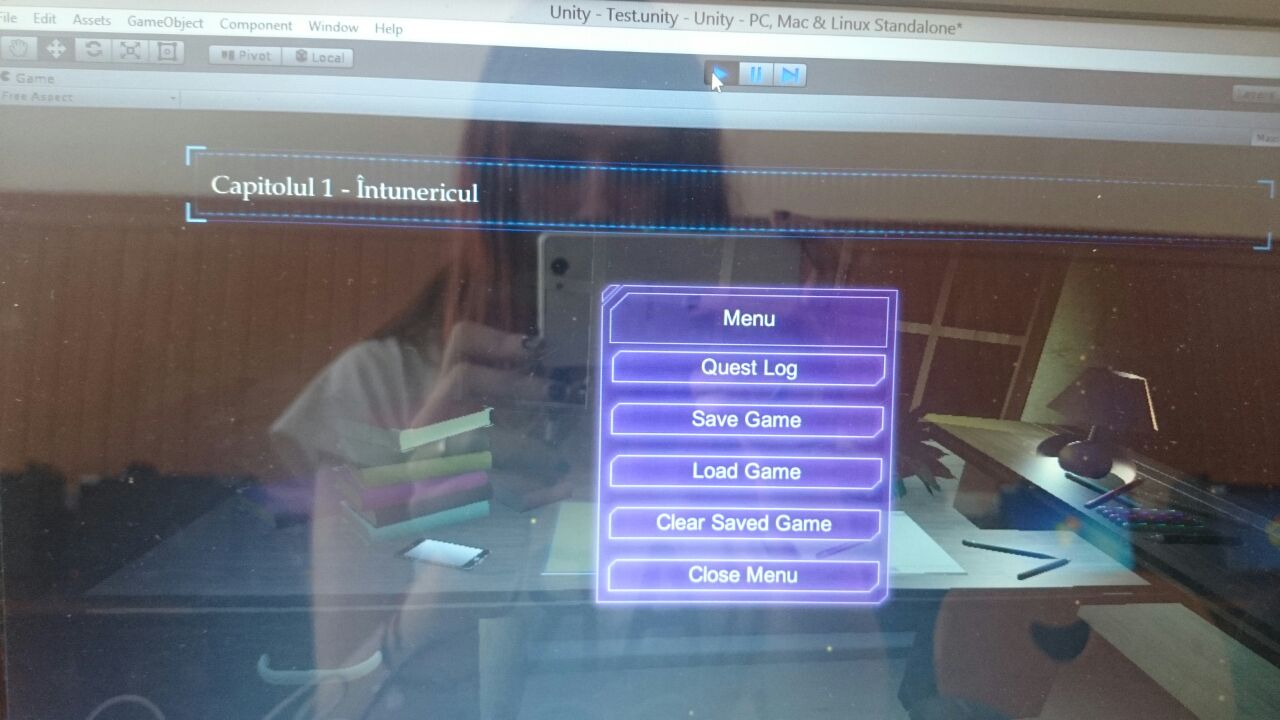 Unity - Test.unity - Unity - PC, Mac & Linux Standalone*
File Edit Assets GameObject Component Window Help
Pivot Local
Game
Free Aspect
Capitolul 1 - Întunericul
Menu
Quest Log
Save Game
Load Game
Clear Saved Game
Close Menu